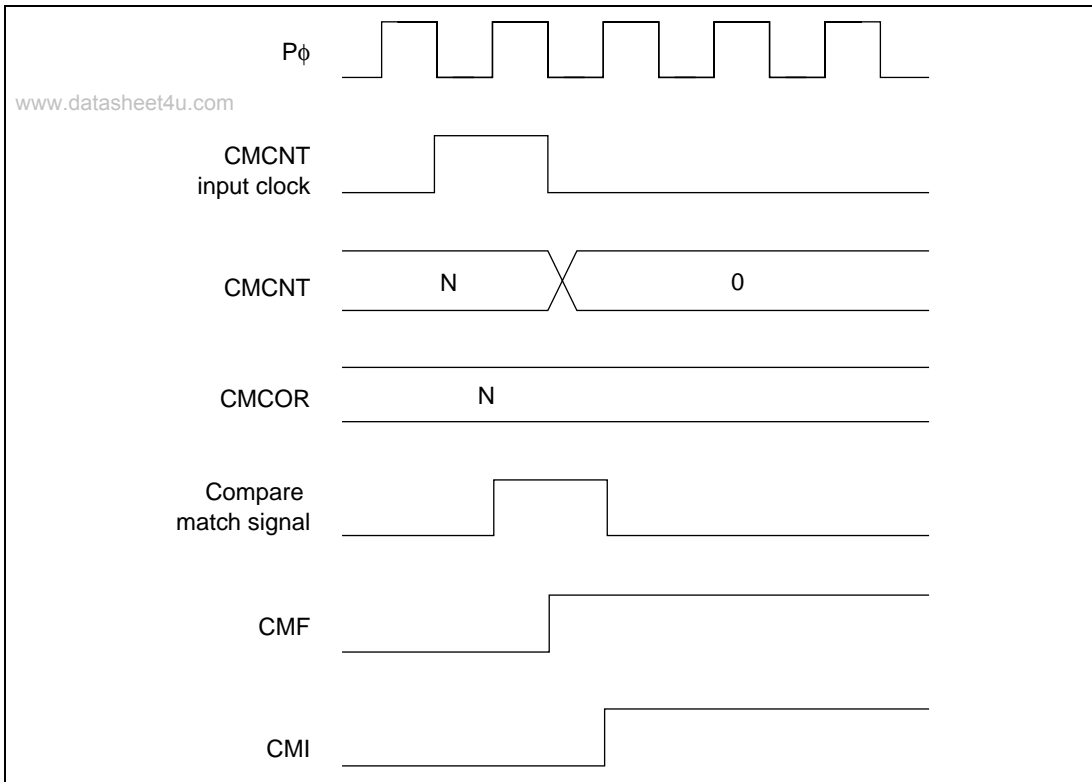 Pϕ
www.datasheet4u.com
CMCNT
input clock
CMCNT
N
0
CMCOR
N
Compare
match signal
CMF
CMI